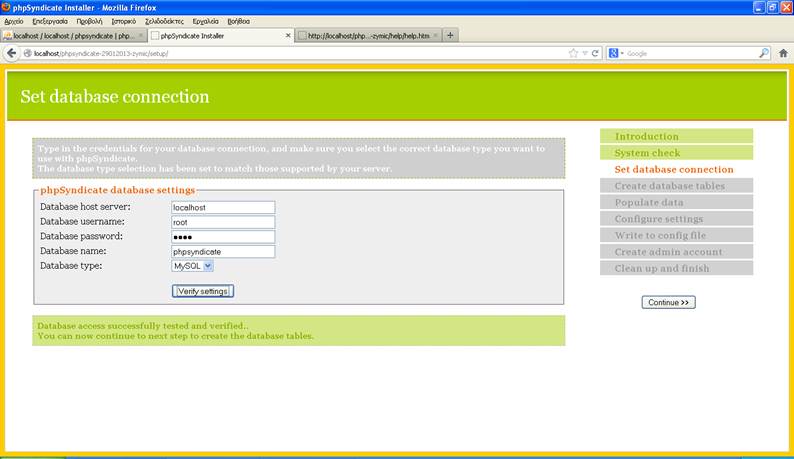 phpSyndicate Installer - Mozilla Firefox
Αρχείο Επεξεργασία Προβολή Ιστορικό Σελιδοδείκτες Εργαλεία Βοήθεια
localhost / localhost / phpsyndicate | php...
phpSyndicate Installer
http://localhost/php...-zymic/help/help.htm
localhost/phpsyndicate-29012013-zymic/setup/
Google
Set database connection
Type in the credentials for your database connection, and make sure you select the correct database type you want to
use with phpSyndicate.
The database type selection has been set to match those supported by your server.
phpSyndicate database settings
Database host server: localhost
Database username: root
Database password: ●●●●
Database name: phpsyndicate
Database type: MySQL
Verify settings
Database access successfully tested and verified..
You can now continue to next step to create the database tables.
Introduction
System check
Set database connection
Create database tables
Populate data
Configure settings
Write to config file
Create admin account
Clean up and finish
Continue >>